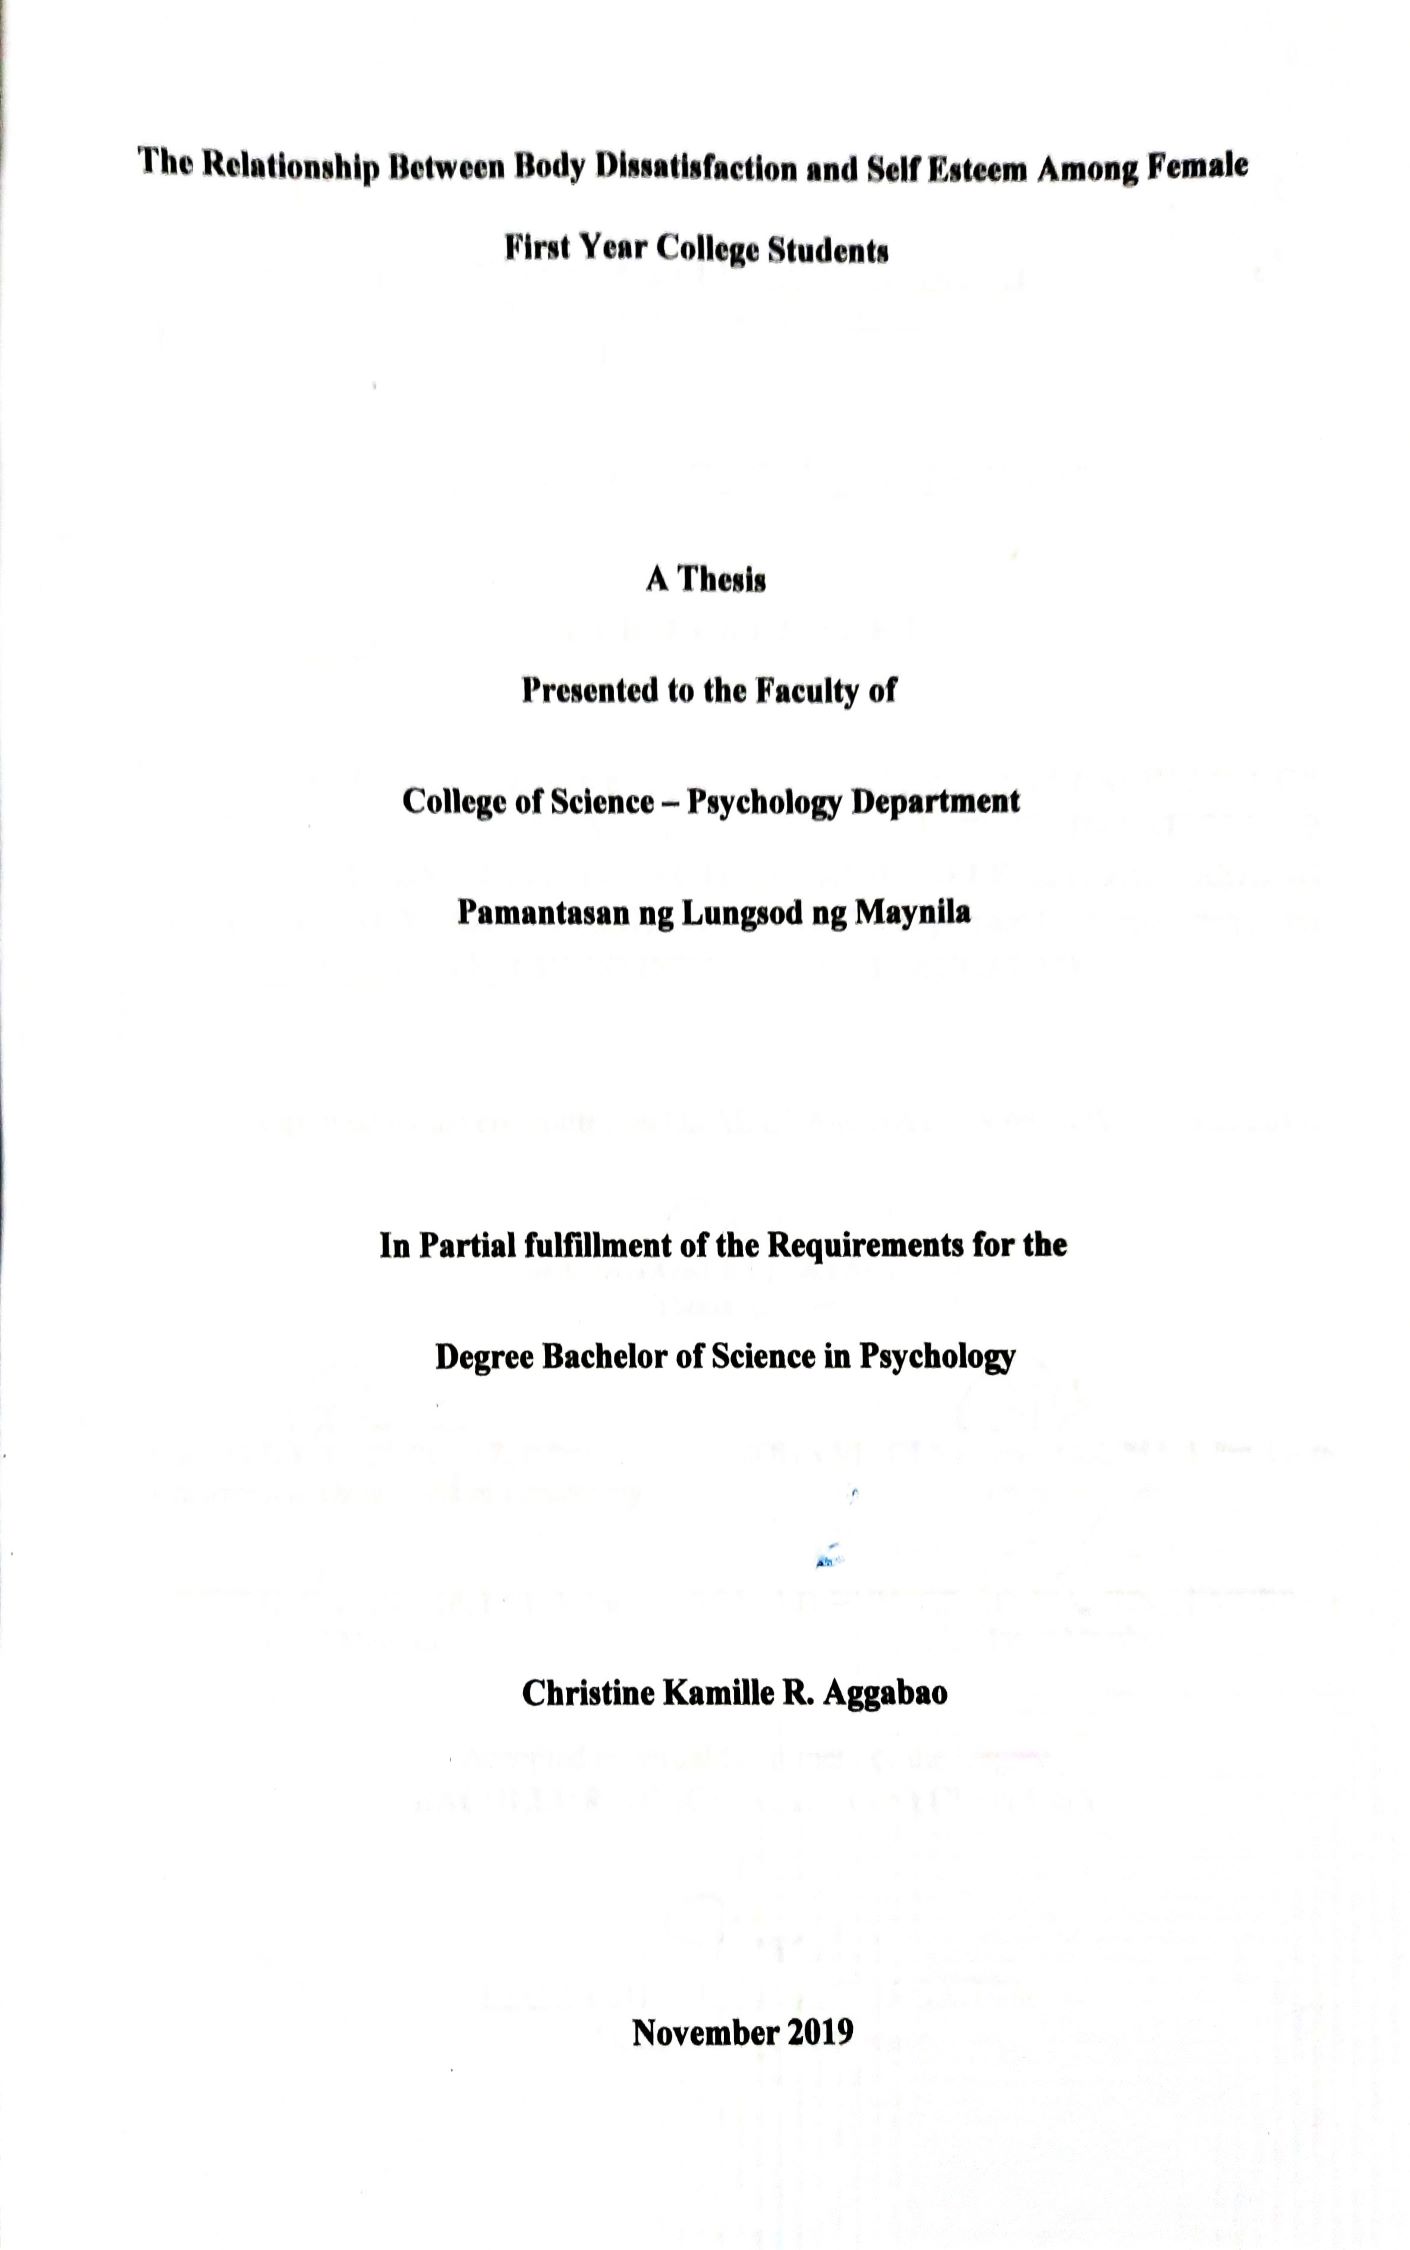 The Relationship Between Body Dissatisfaction and Self Esteem Among Female
First Year College Students
A Thesis
Presented to the Faculty of
College of Science – Psychology Department
Pamantasan ng Lungsod ng Maynila
In Partial fulfillment of the Requirements for the
Degree Bachelor of Science in Psychology
Christine Kamille R. Aggabao
November 2019